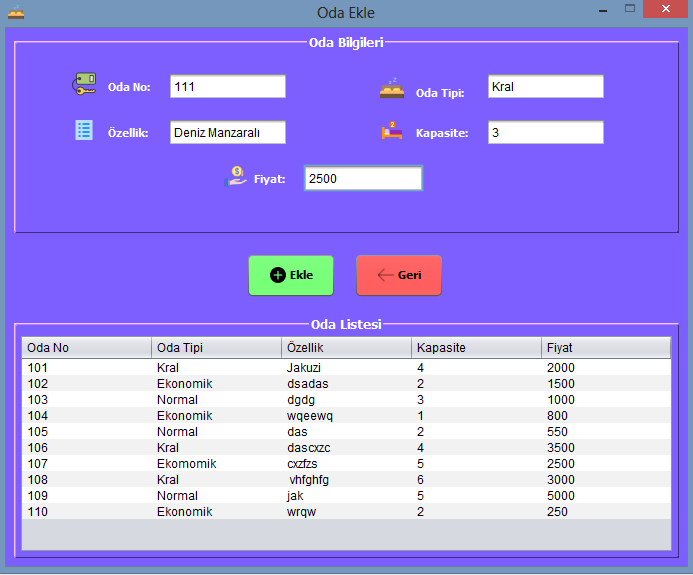 Oda Ekle
Oda Bilgileri
Oda No: 111 Oda Tipi: Kral
Özellik: Deniz Manzaralı Kapasite: 3
Fiyat: 2500
Ekle Geri
Oda Listesi
Oda No Oda Tipi Özellik Kapasite Fiyat
101 Kral Jakuzi 4 2000
102 Ekonomik dsadas 2 1500
103 Normal dgdg 3 1000
104 Ekonomik wqeewq 1 800
105 Normal das 2 550
106 Kral dascxzc 4 3500
107 Ekomomik cxzfzs 5 2500
108 Kral vhfghfg 6 3000
109 Normal jak 5 5000
110 Ekonomik wrqw 2 250